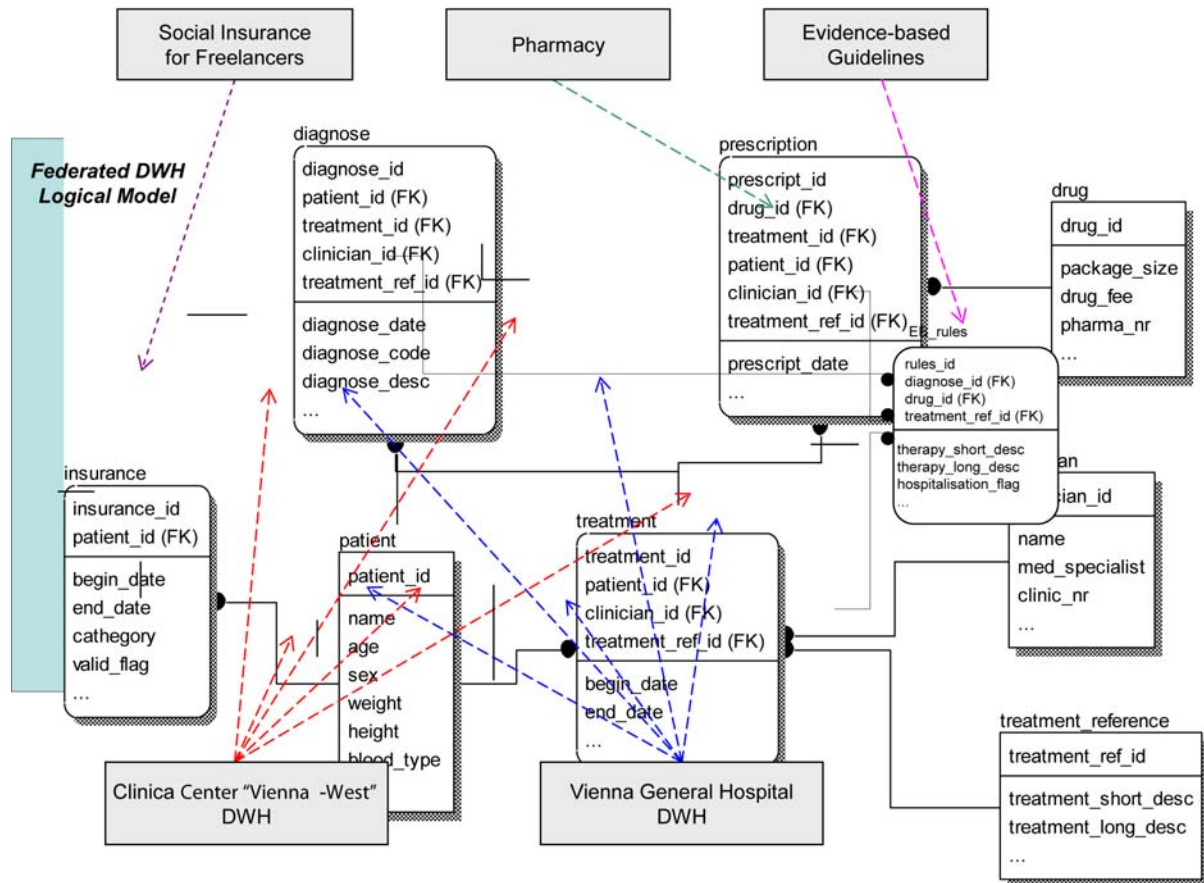 Social Insurance
for Freelancers
Pharmacy
Evidence-based
Guidelines
Federated DWH
Logical Model
diagnose
diagnose_id
patient_id (FK)
treatment_id (FK)
clinician_id (FK)
treatment_ref_id (FK)
diagnose_date
diagnose_code
diagnose_desc
...
prescription
prescript_id
drug_id (FK)
treatment_id (FK)
patient_id (FK)
clinician_id (FK)
treatment_ref_id (FK)
prescript_date
...
drug
drug_id
package_size
drug_fee
pharma_nr
...
EB_rules
rules_id
diagnose_id (FK)
drug_id (FK)
treatment_ref_id (FK)
therapy_short_desc
therapy_long_desc
hospitalisation_flag
...
insurance
insurance_id
patient_id (FK)
begin_date
end_date
cathegory
valid_flag
...
patient
patient_id
name
age
sex
weight
height
blood_type
treatment
treatment_id
patient_id (FK)
clinician_id (FK)
treatment_ref_id (FK)
begin_date
end_date
...
name
med_specialist
clinic_nr
...
treatment_reference
treatment_ref_id
treatment_short_desc
treatment_long_desc
...
Clinica Center "Vienna -West"
DWH
Vienna General Hospital
DWH